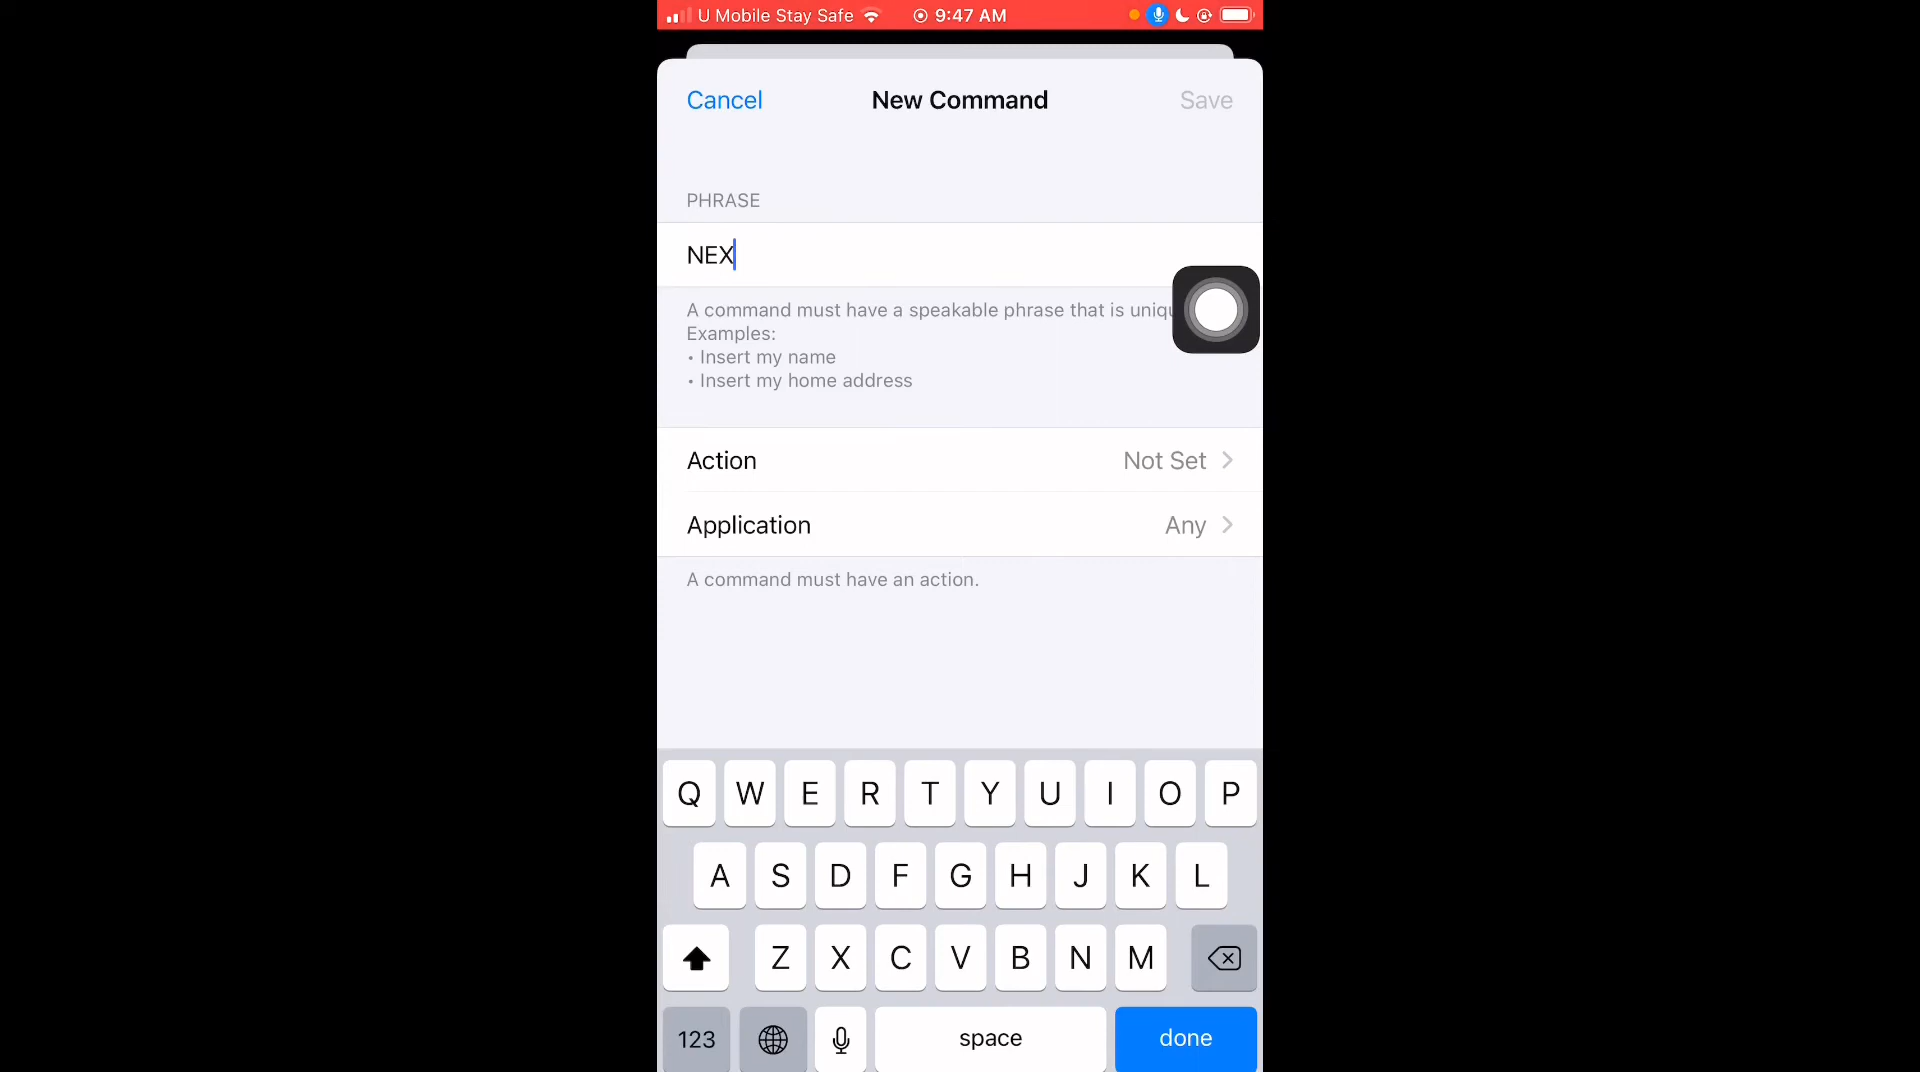 U Mobile Stay Safe 9:47 AM
Cancel New Command Save
PHRASE
NEX
A command must have a speakable phrase that is uniqu
Examples:
• Insert my name
• Insert my home address
Action Not Set
Application Any
A command must have an action.
Q W E R T Y U I O P
A S D F G H J K L
Z X C V B N M
123 space done